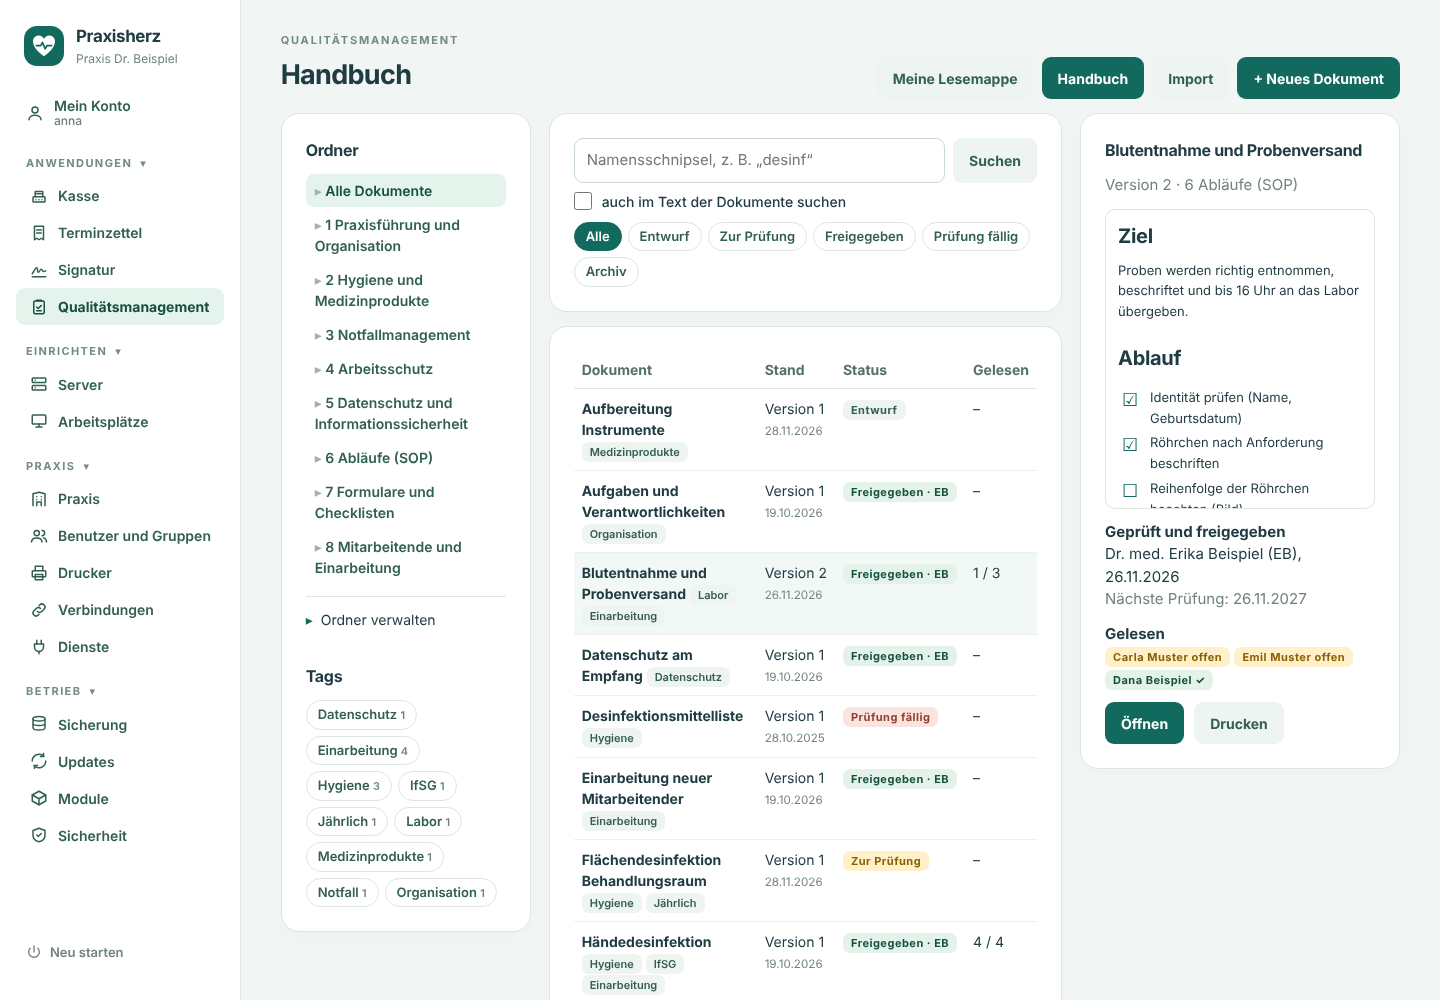 Praxisherz
Praxis Dr. Beispiel
Mein Konto
anna
ANWENDUNGEN ▾
Kasse
Terminzettel
Signatur
Qualitätsmanagement
EINRICHTEN ▾
Server
Arbeitsplätze
PRAXIS ▾
Praxis
Benutzer und Gruppen
Drucker
Verbindungen
Dienste
BETRIEB ▾
Sicherung
Updates
Module
Sicherheit
Neu starten
QUALITÄTSMANAGEMENT
Handbuch
Meine Lesemappe
Handbuch
Import
+ Neues Dokument
Ordner
▸ Alle Dokumente
▸ 1 Praxisführung und
Organisation
▸ 2 Hygiene und
Medizinprodukte
▸ 3 Notfallmanagement
▸ 4 Arbeitsschutz
▸ 5 Datenschutz und
Informationssicherheit
▸ 6 Abläufe (SOP)
▸ 7 Formulare und
Checklisten
▸ 8 Mitarbeitende und
Einarbeitung
▸ Ordner verwalten
Tags
Datenschutz 1
Einarbeitung 4
Hygiene 3 IfSG 1
Jährlich 1 Labor 1
Medizinprodukte 1
Notfall 1 Organisation 1
Namensschnipsel, z. B. „desinf“
Suchen
auch im Text der Dokumente suchen
Alle Entwurf Zur Prüfung Freigegeben Prüfung fällig
Archiv
Dokument Stand Status Gelesen
Aufbereitung Version 1 Entwurf –
Instrumente 28.11.2026
Medizinprodukte
Aufgaben und Version 1 Freigegeben · EB –
Verantwortlichkeiten 19.10.2026
Organisation
Blutentnahme und Version 2 Freigegeben · EB 1 / 3
Probenversand Labor 26.11.2026
Einarbeitung
Datenschutz am Version 1 Freigegeben · EB –
Empfang Datenschutz 19.10.2026
Desinfektionsmittelliste Version 1 Prüfung fällig –
Hygiene 28.10.2025
Einarbeitung neuer Version 1 Freigegeben · EB –
Mitarbeitender 19.10.2026
Einarbeitung
Flächendesinfektion Version 1 Zur Prüfung –
Behandlungsraum 28.11.2026
Hygiene Jährlich
Händedesinfektion Version 1 Freigegeben · EB 4 / 4
Hygiene IfSG 19.10.2026
Einarbeitung
Blutentnahme und Probenversand
Version 2 · 6 Abläufe (SOP)
Ziel
Proben werden richtig entnommen,
beschriftet und bis 16 Uhr an das Labor
übergeben.
Ablauf
☑ Identität prüfen (Name,
Geburtsdatum)
☑ Röhrchen nach Anforderung
beschriften
☐ Reihenfolge der Röhrchen
beachten (Bild)
Geprüft und freigegeben
Dr. med. Erika Beispiel (EB),
26.11.2026
Nächste Prüfung: 26.11.2027
Gelesen
Carla Muster offen Emil Muster offen
Dana Beispiel ✓
Öffnen Drucken